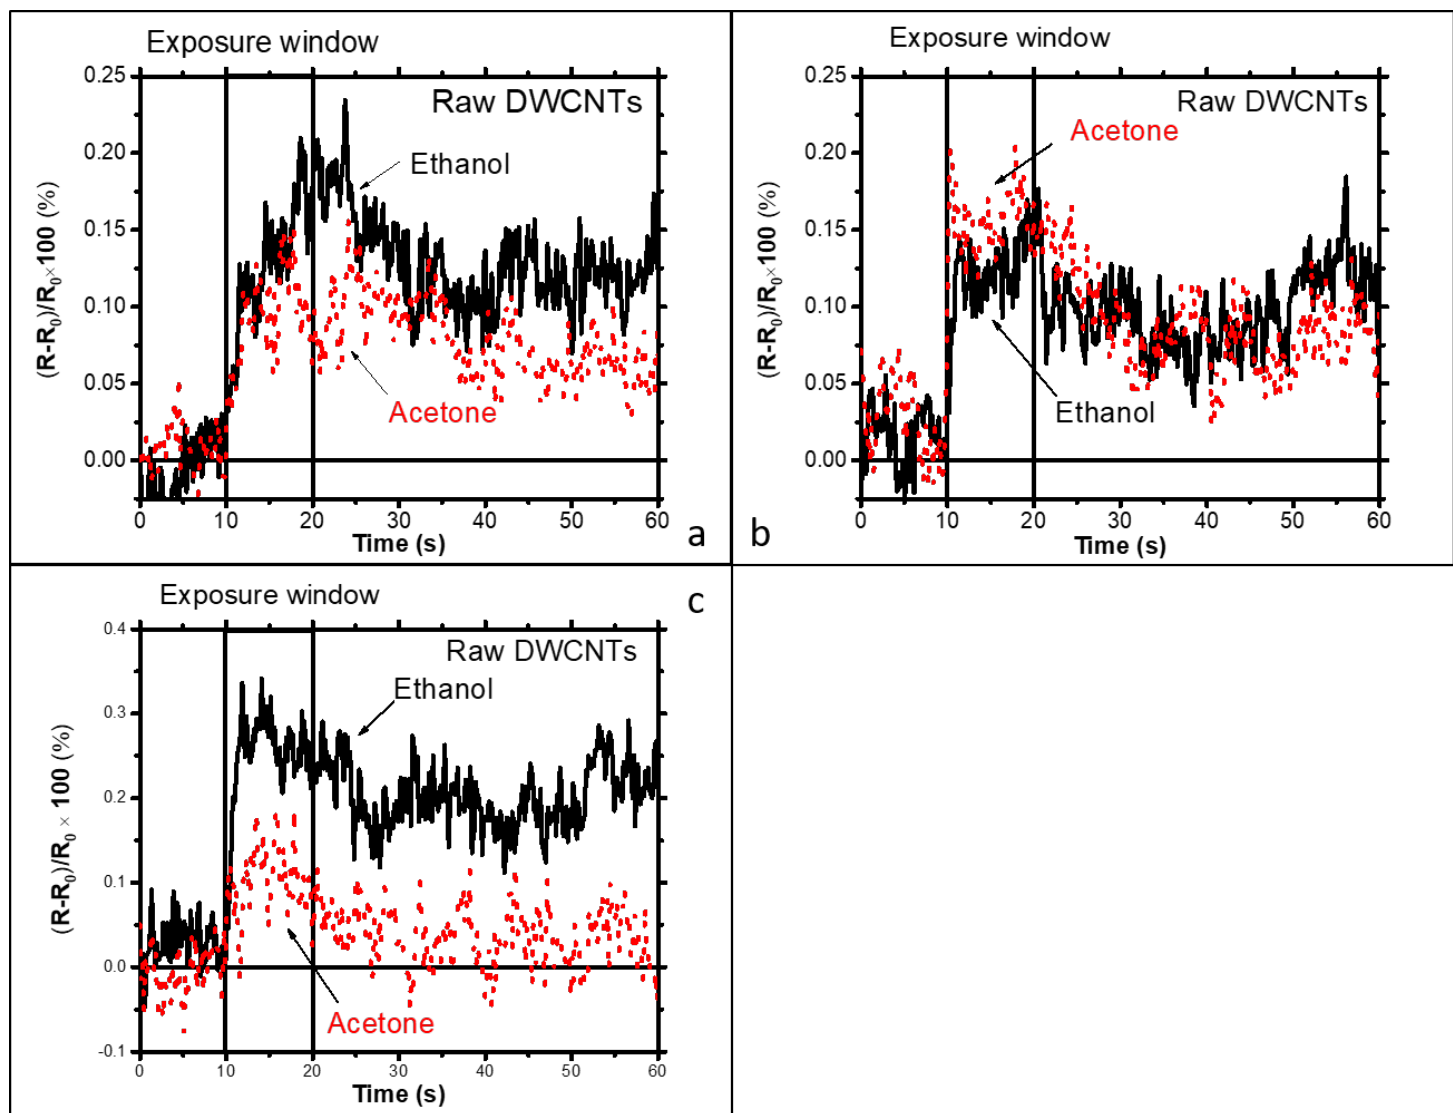 Exposure window
0.25
0.20
0.15
0.10
0.05
0.00
(R-R₀)/R₀×100 (%)
Raw DWCNTs
Ethanol
Acetone
0 10 20 30 40 50 60
Time (s)
a
Exposure window
0.25
0.20
0.15
0.10
0.05
0.00
(R-R₀)/R₀×100 (%)
Raw DWCNTs
Acetone
Ethanol
0 10 20 30 40 50 60
Time (s)
b
Exposure window
c
0.4
0.3
0.2
0.1
0.0
-0.1
(R-R₀)/R₀ × 100 (%)
Raw DWCNTs
Ethanol
Acetone
0 10 20 30 40 50 60
Time (s)